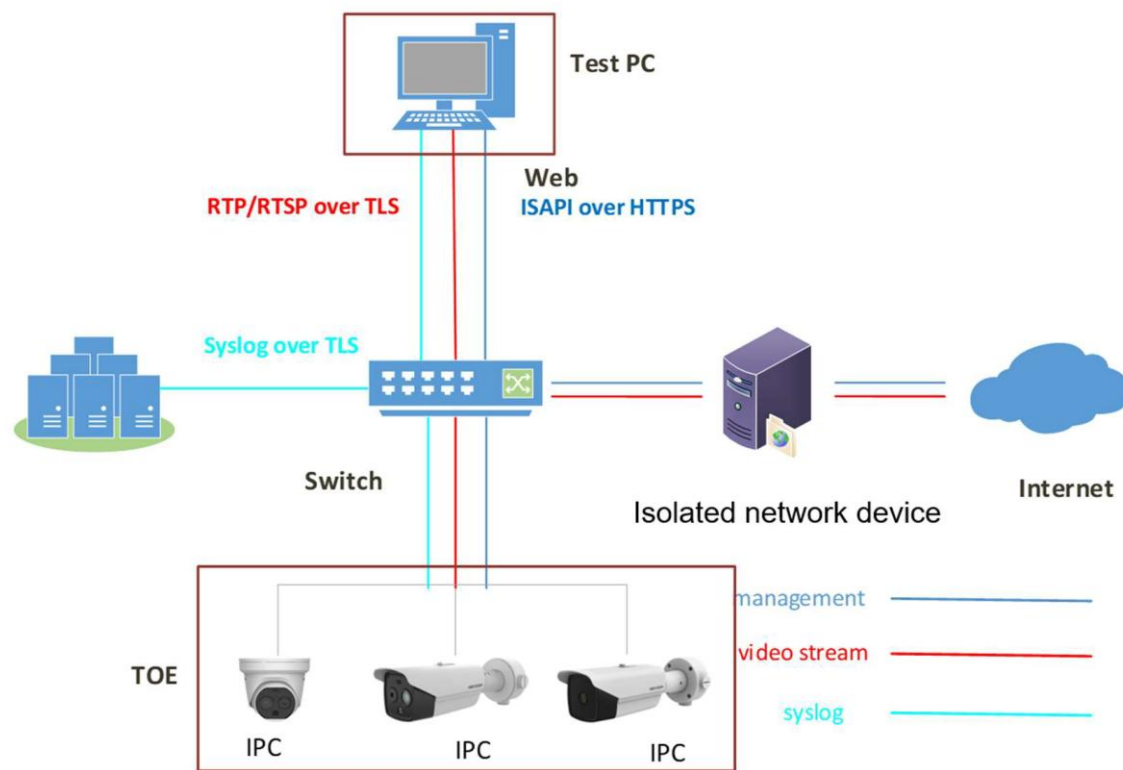 Test PC
Web
RTP/RTSP over TLS
ISAPI over HTTPS
Syslog over TLS
Switch
Isolated network device
Internet
TOE
IPC
IPC
IPC
management
video stream
syslog